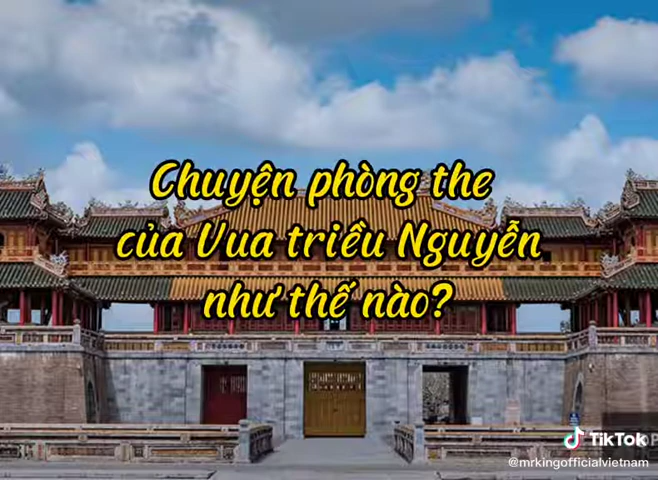 Chuyện phòng the
của Vua triều Nguyễn
như thế nào?
TikTok
@mrkingofficialvietnam